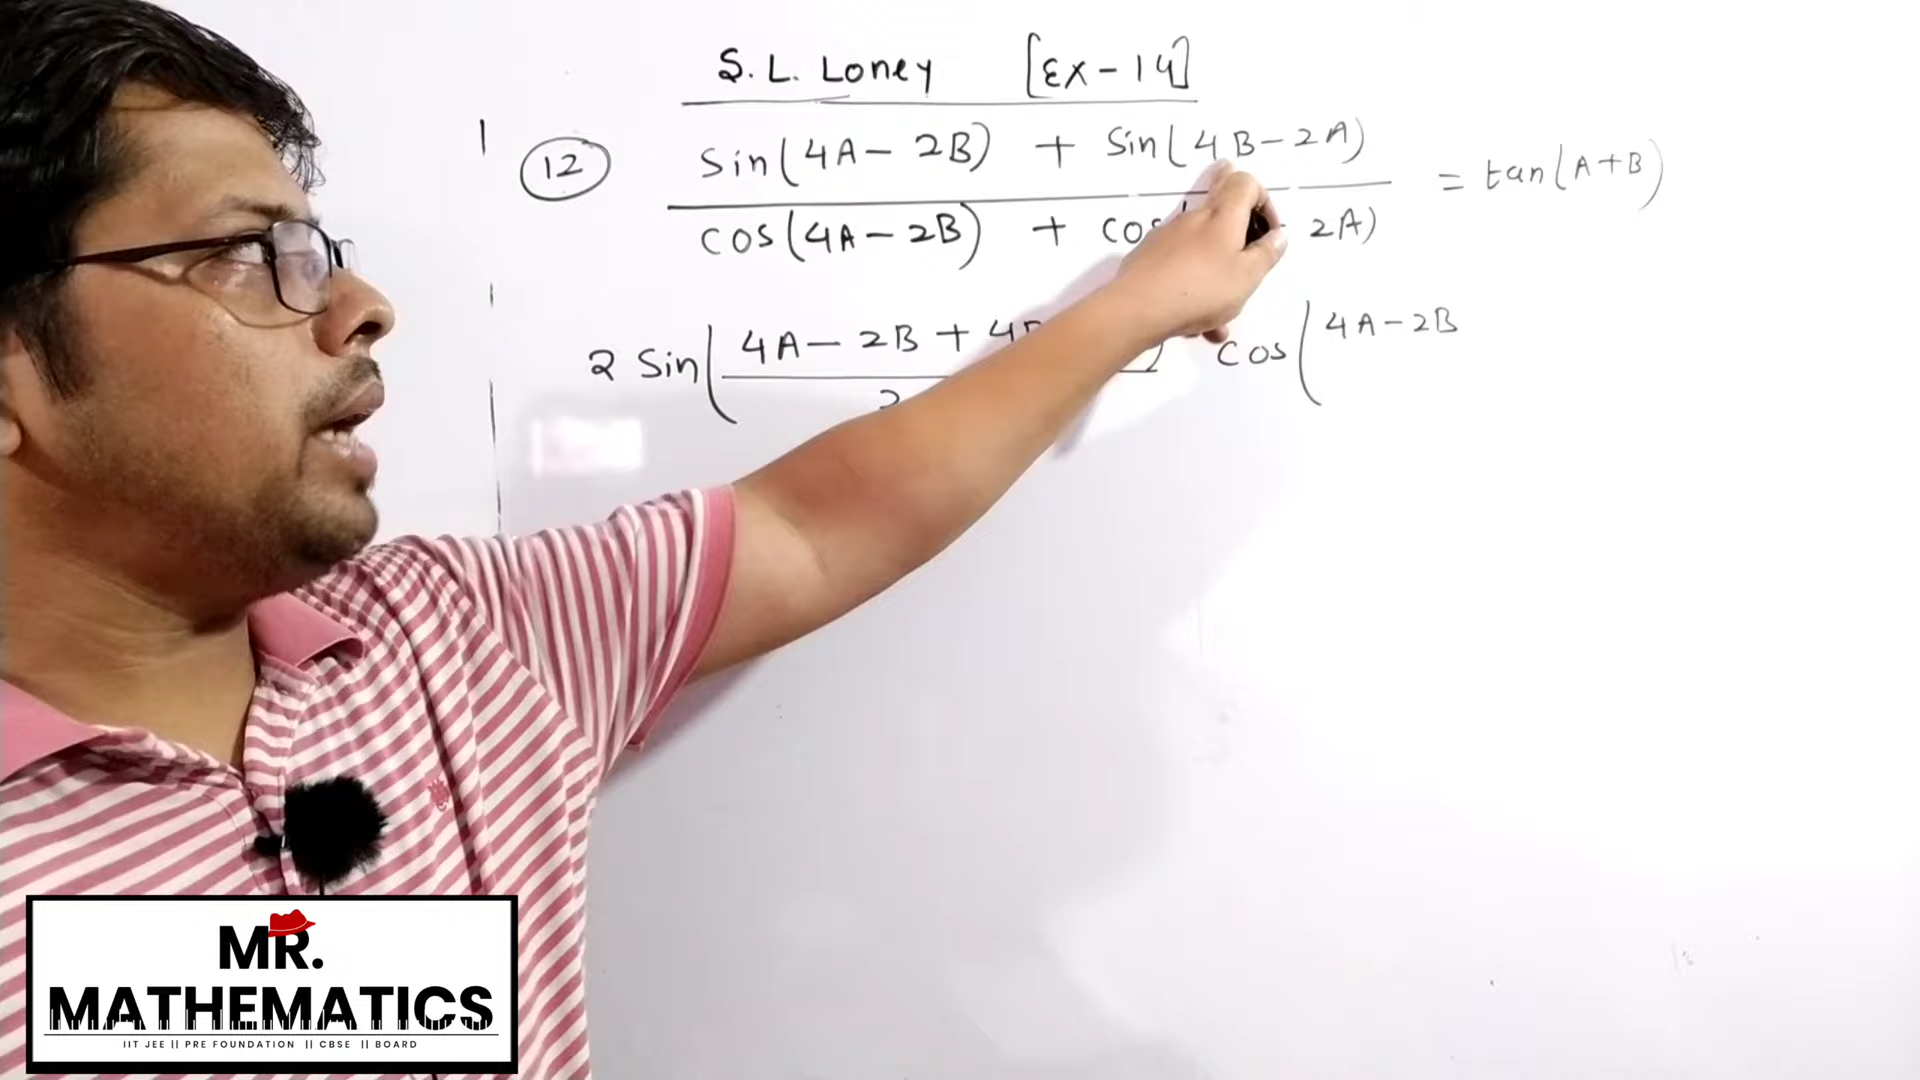 S. L. Loney [Ex-14]
12 Sin(4A-2B) + Sin(4B-2A)
= tan(A+B)
cos(4A-2B) + cos 2A)
2 Sin(4A-2B+4
2
cos(4A-2B
MR.
MATHEMATICS
IIT JEE || PRE FOUNDATION || CBSE || BOARD